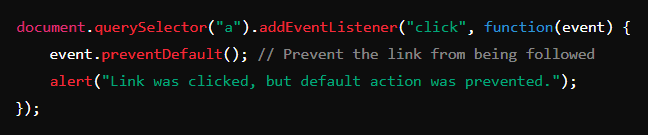 document.querySelector("a").addEventListener("click", function(event) {
    event.preventDefault(); // Prevent the link from being followed
    alert("Link was clicked, but default action was prevented.");
});